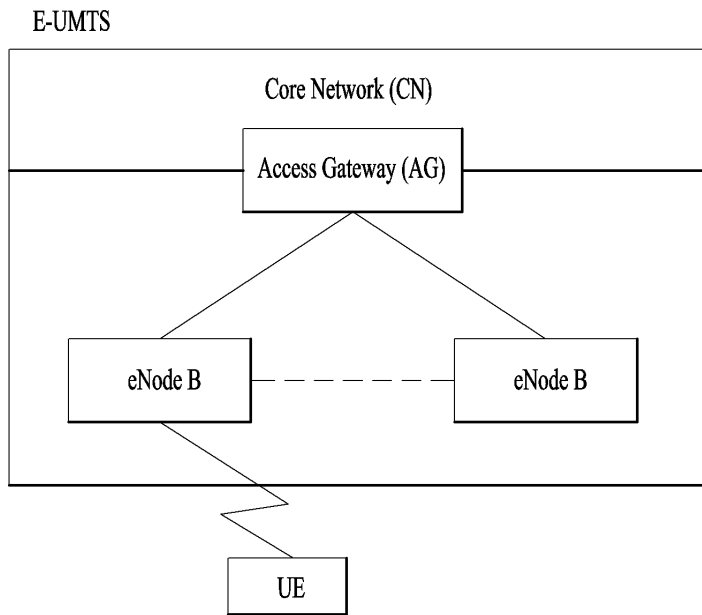 E-UMTS
Core Network (CN)
Access Gateway (AG)
eNode B
eNode B
UE